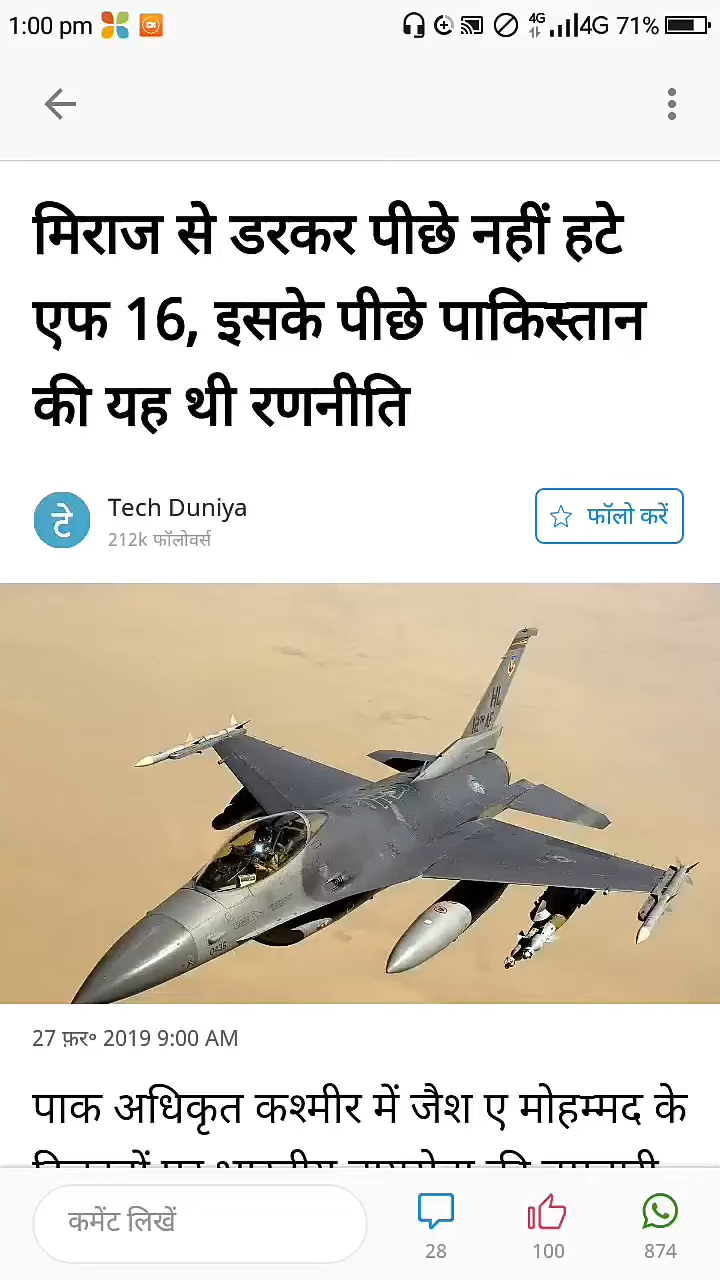 1:00 pm
4G 4G 71%
मिराज से डरकर पीछे नहीं हटे
एफ 16, इसके पीछे पाकिस्तान
की यह थी रणनीति
टे
Tech Duniya
212k फॉलोवर्स
फॉलो करें
HL
27 फ़र॰ 2019 9:00 AM
पाक अधिकृत कश्मीर में जैश ए मोहम्मद के
कमेंट लिखें
28
100
874